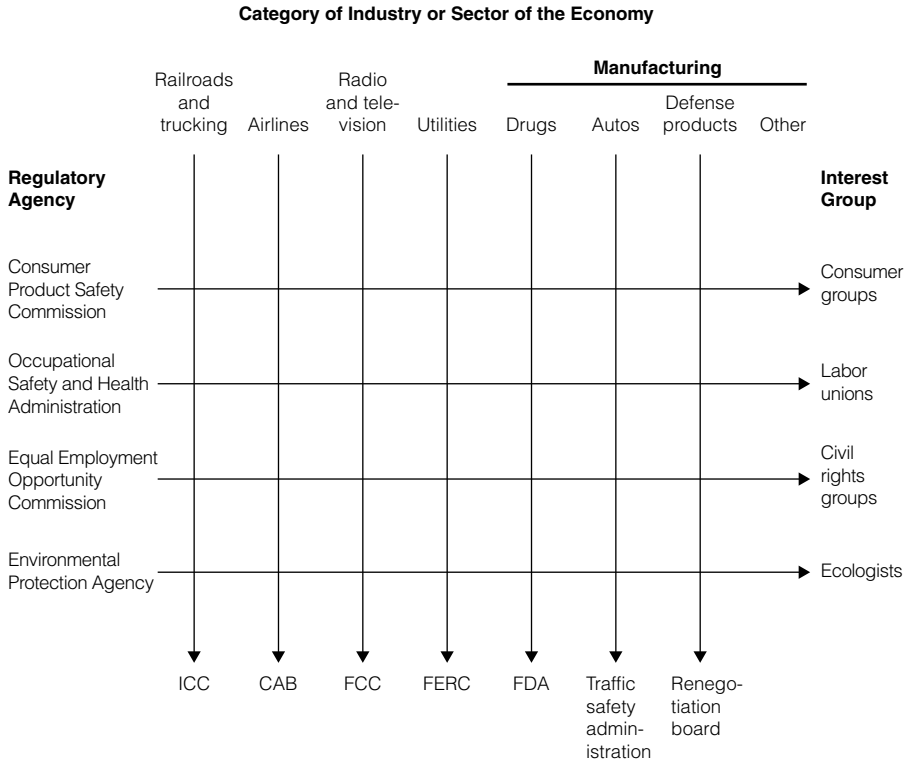 Category of Industry or Sector of the Economy
Manufacturing
Railroads
and
trucking
Airlines
Radio
and tele-
vision
Utilities
Drugs
Autos
Defense
products
Other
Regulatory
Agency
Interest
Group
Consumer
Product Safety
Commission
Consumer
groups
Occupational
Safety and Health
Administration
Labor
unions
Equal Employment
Opportunity
Commission
Civil
rights
groups
Environmental
Protection Agency
Ecologists
ICC
CAB
FCC
FERC
FDA
Traffic
safety
admin-
istration
Renego-
tiation
board